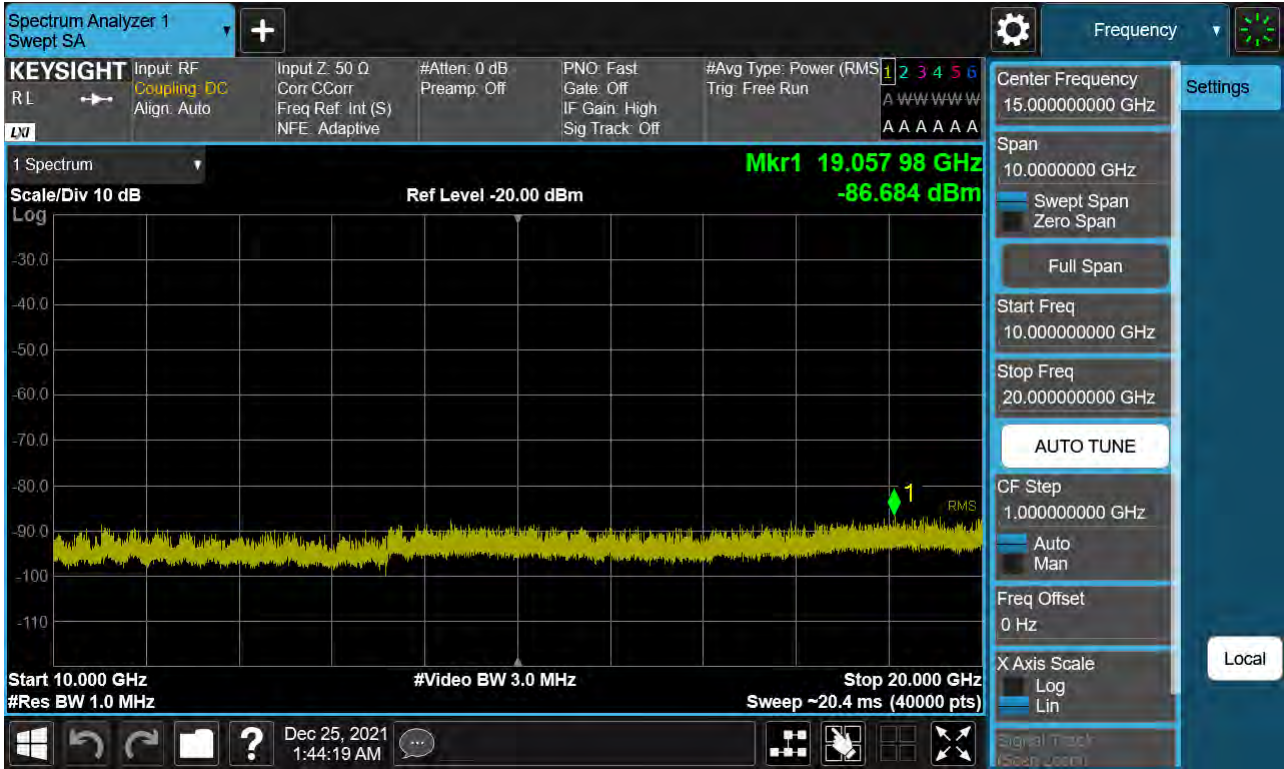 Spectrum Analyzer 1
Swept SA
+
Frequency
KEYSIGHT
R L
LXI
Input: RF
Coupling: DC
Align: Auto
Input Z: 50 Ω
Corr CCorr
Freq Ref: Int (S)
NFE: Adaptive
#Atten: 0 dB
Preamp: Off
PNO: Fast
Gate: Off
IF Gain: High
Sig Track: Off
#Avg Type: Power (RMS
Trig: Free Run
1 2 3 4 5 6
A W W W W W
A A A A A A
1 Spectrum
Scale/Div 10 dB
Log
Ref Level -20.00 dBm
Mkr1 19.057 98 GHz
-86.684 dBm
-30.0
-40.0
-50.0
-60.0
-70.0
-80.0
-90.0
-100
-110
1
RMS
Start 10.000 GHz
#Res BW 1.0 MHz
#Video BW 3.0 MHz
Stop 20.000 GHz
Sweep ~20.4 ms (40000 pts)
Center Frequency
15.000000000 GHz
Span
10.0000000 GHz
Swept Span
Zero Span
Full Span
Start Freq
10.000000000 GHz
Stop Freq
20.000000000 GHz
AUTO TUNE
CF Step
1.000000000 GHz
Auto
Man
Freq Offset
0 Hz
X Axis Scale
Log
Lin
Signal Track
(Span Zoom)
Settings
Local
?
Dec 25, 2021
1:44:19 AM